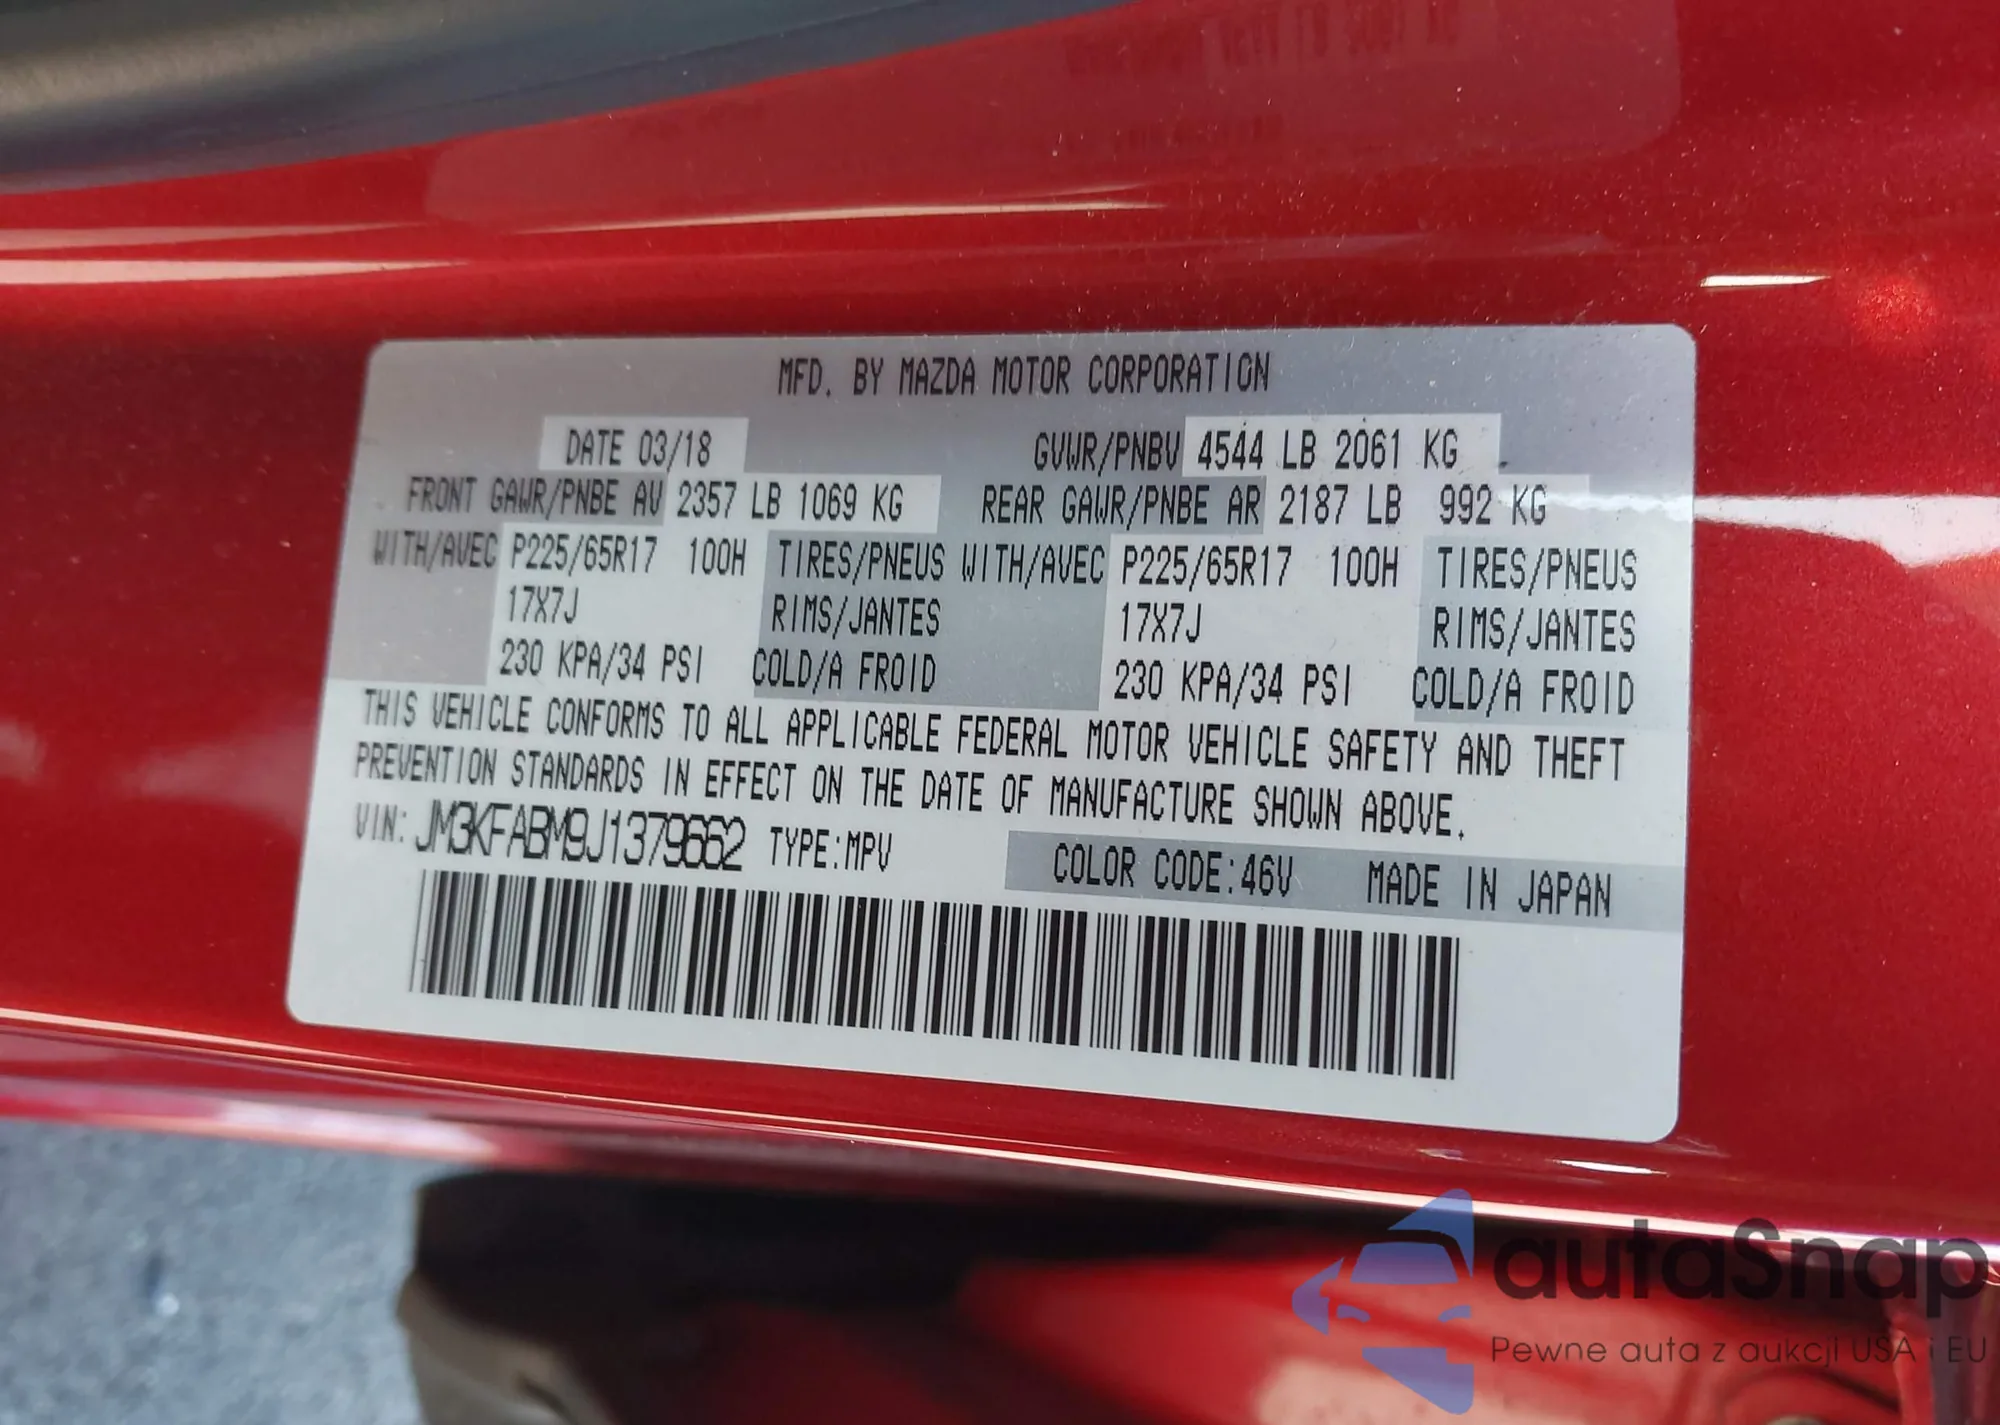 MFD. BY MAZDA MOTOR CORPORATION
DATE 03/18 GVWR/PNBV 4544 LB 2061 KG
FRONT GAWR/PNBE AV 2357 LB 1069 KG REAR GAWR/PNBE AR 2187 LB 992 KG
WITH/AVEC P225/65R17 100H TIRES/PNEUS WITH/AVEC P225/65R17 100H TIRES/PNEUS
17X7J RIMS/JANTES 17X7J RIMS/JANTES
230 KPA/34 PSI COLD/A FROID 230 KPA/34 PSI COLD/A FROID
THIS VEHICLE CONFORMS TO ALL APPLICABLE FEDERAL MOTOR VEHICLE SAFETY AND THEFT
PREVENTION STANDARDS IN EFFECT ON THE DATE OF MANUFACTURE SHOWN ABOVE.
VIN: JM3KFABM9J1379662 TYPE:MPV COLOR CODE:46V MADE IN JAPAN
autaSnap
Pewne auta z aukcji USA i EU